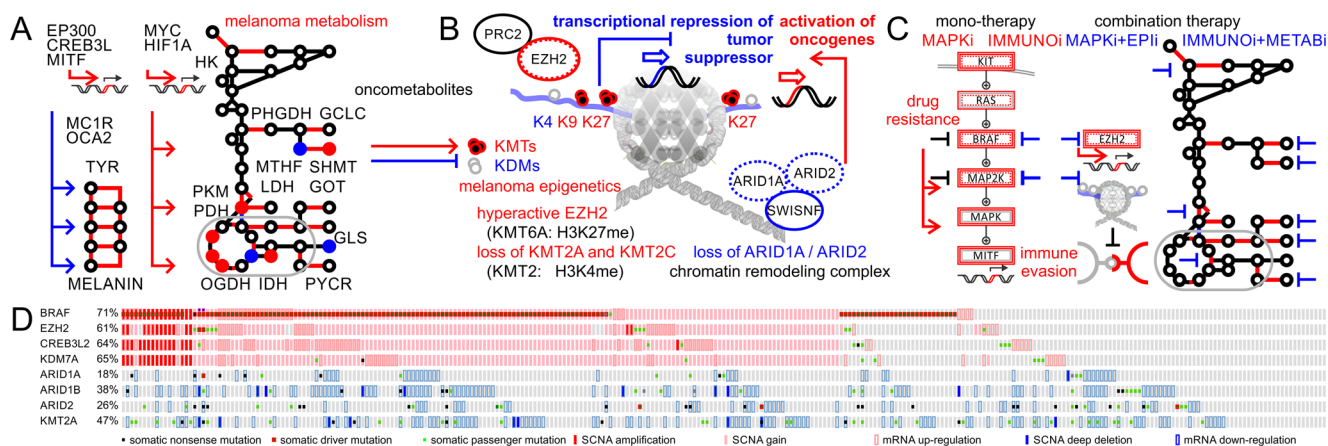 A
EP300
CREB3L
MITF
MYC
HIF1A
melanoma metabolism
HK
MC1R
OCA2
TYR
MELANIN
PHGDH GCLC
MTHF SHMT
PKM
PDH
LDH GOT
GLS
OGDH IDH PYCR
oncometabolites
B
PRC2
EZH2
transcriptional repression of
tumor
suppressor
activation of
oncogenes
K4 K9 K27
K27
KMTs
KDMs
melanoma epigenetics
hyperactive EZH2
(KMT6A: H3K27me)
loss of KMT2A and KMT2C
(KMT2: H3K4me)
ARID1A
ARID2
SWISNF
loss of ARID1A / ARID2
chromatin remodeling complex
C
mono-therapy
combination therapy
MAPKi IMMUNOi MAPKi+EPIi IMMUNOi+METABi
KIT
RAS
drug
resistance
BRAF
EZH2
MAP2K
MAPK
MITF
immune
evasion
D
BRAF 71%
EZH2 61%
CREB3L2 64%
KDM7A 65%
ARID1A 18%
ARID1B 38%
ARID2 26%
KMT2A 47%
somatic nonsense mutation somatic driver mutation somatic passenger mutation SCNA amplification SCNA gain mRNA up-regulation SCNA deep deletion mRNA down-regulation